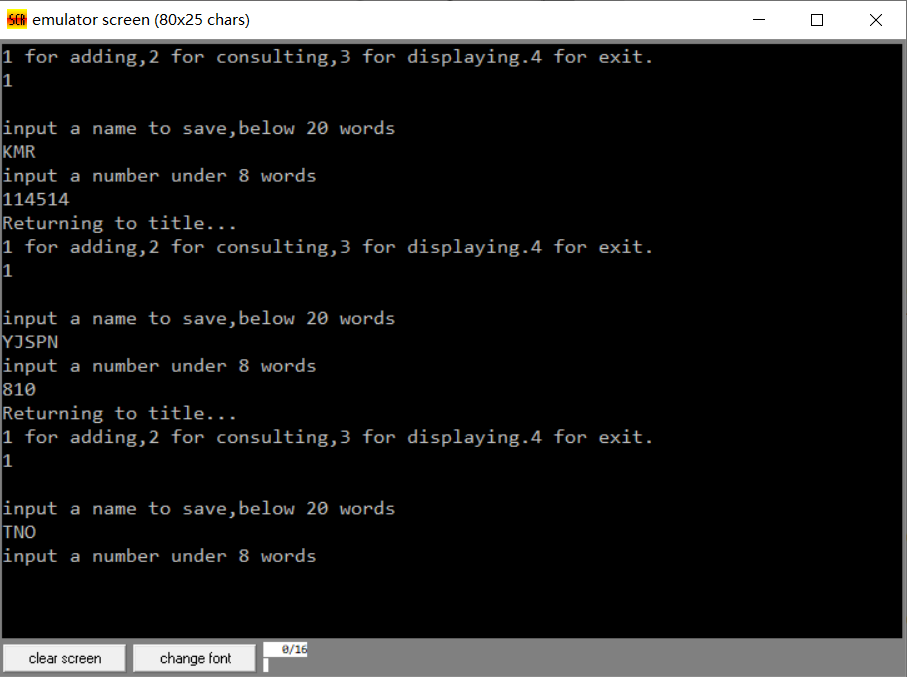 SCR emulator screen (80x25 chars)
1 for adding,2 for consulting,3 for displaying.4 for exit.
1
input a name to save,below 20 words
KMR
input a number under 8 words
114514
Returning to title...
1 for adding,2 for consulting,3 for displaying.4 for exit.
1
input a name to save,below 20 words
YJSPN
input a number under 8 words
810
Returning to title...
1 for adding,2 for consulting,3 for displaying.4 for exit.
1
input a name to save,below 20 words
TNO
input a number under 8 words
clear screen change font 0/16